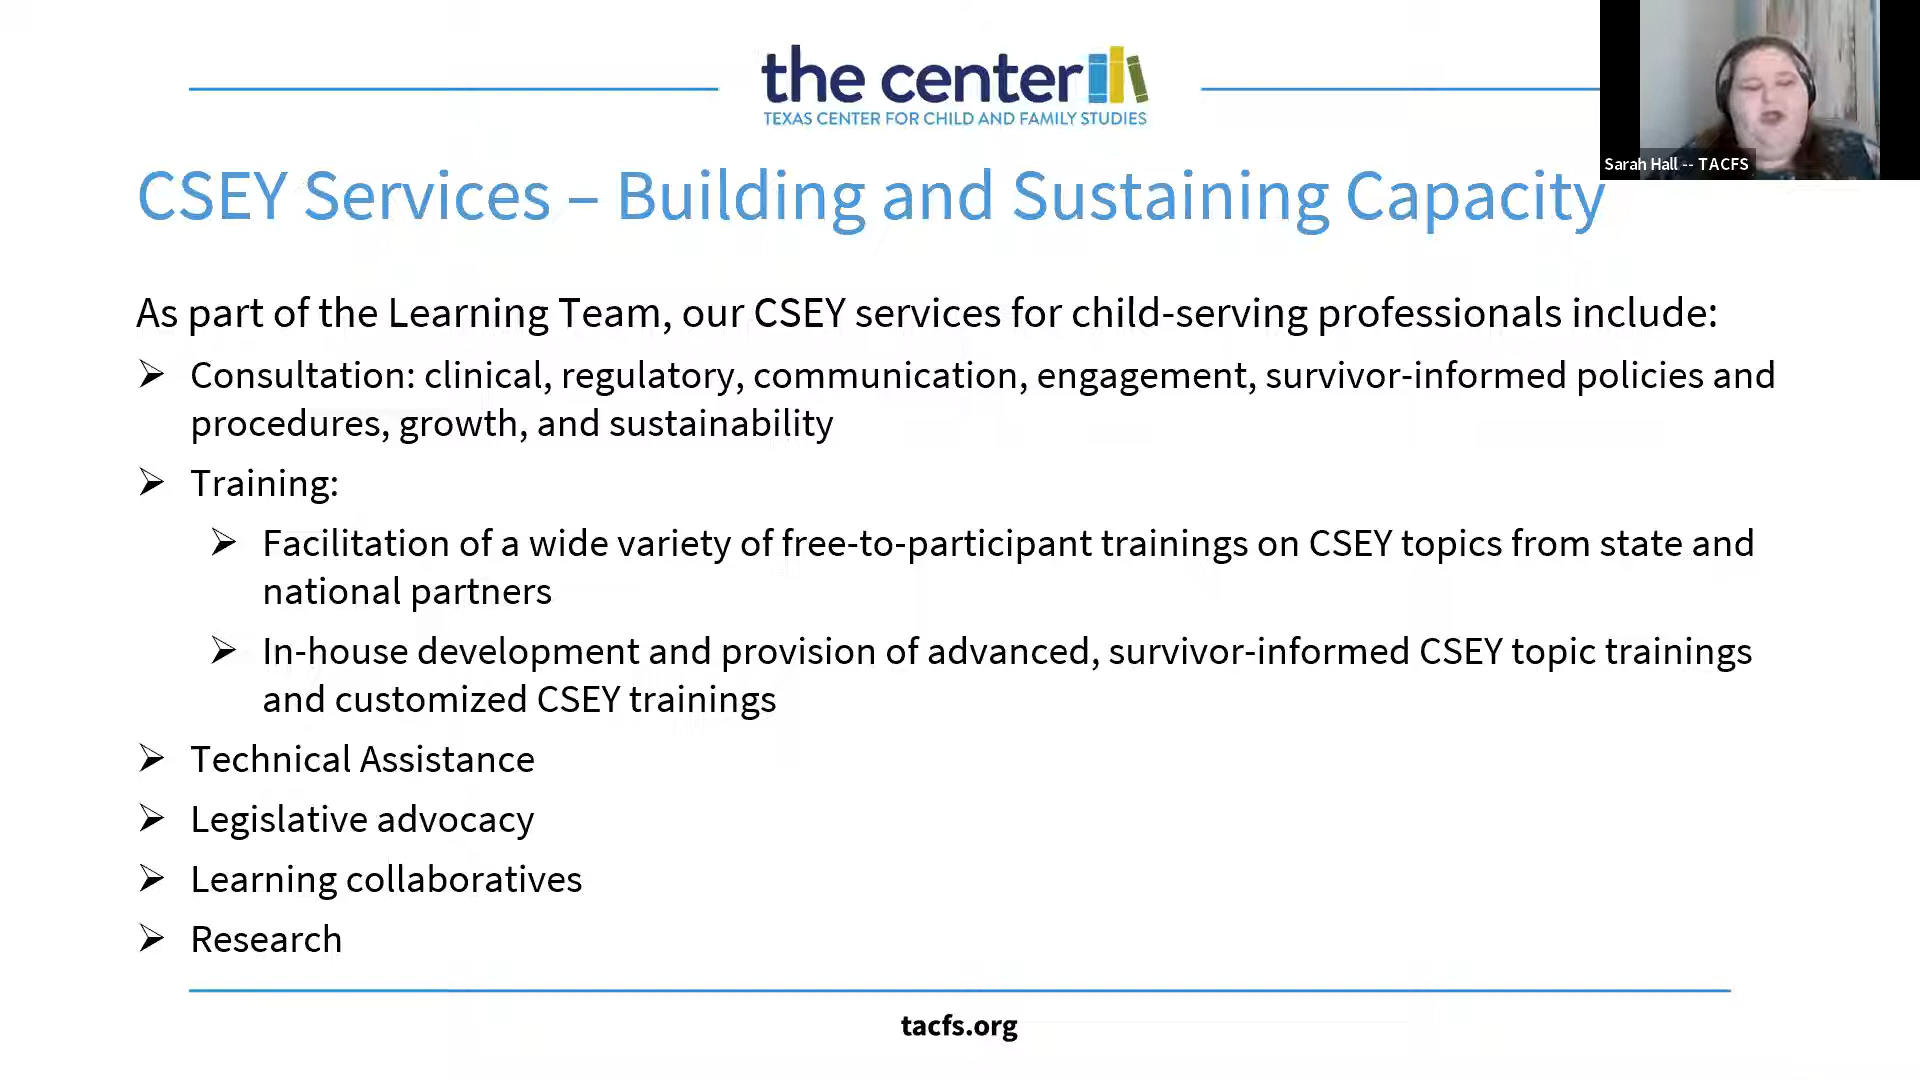 the center
TEXAS CENTER FOR CHILD AND FAMILY STUDIES
Sarah Hall -- TACFS
CSEY Services – Building and Sustaining Capacity
As part of the Learning Team, our CSEY services for child-serving professionals include:
➢ Consultation: clinical, regulatory, communication, engagement, survivor-informed policies and
procedures, growth, and sustainability
➢ Training:
➢ Facilitation of a wide variety of free-to-participant trainings on CSEY topics from state and
national partners
➢ In-house development and provision of advanced, survivor-informed CSEY topic trainings
and customized CSEY trainings
➢ Technical Assistance
➢ Legislative advocacy
➢ Learning collaboratives
➢ Research
tacfs.org